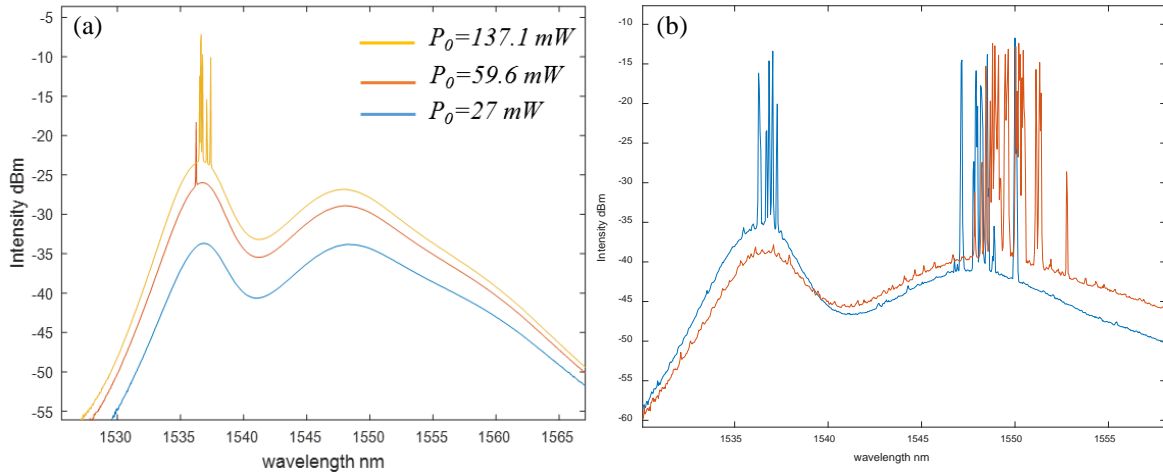 (a)
P0=137.1 mW
P0=59.6 mW
P0=27 mW
-5
-10
-15
-20
-25
-30
-35
-40
-45
-50
-55
Intensity dBm
1530 1535 1540 1545 1550 1555 1560 1565
wavelength nm
(b)
-10
-15
-20
-25
-30
-35
-40
-45
-50
-55
-60
Intensity dBm
1535 1540 1545 1550 1555
wavelength nm